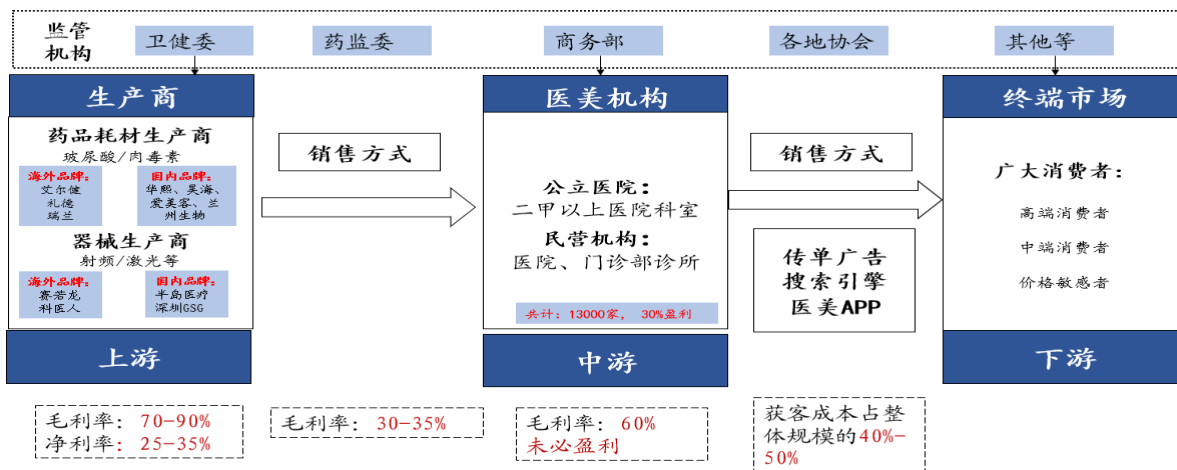 监管
机构
卫健委
药监委
商务部
各地协会
其他等
生产商
药品耗材生产商
玻尿酸/肉毒素
海外品牌：
艾尔健
礼德
瑞兰
国内品牌：
华熙、昊海、
爱美客、兰
州生物
器械生产商
射频/激光等
海外品牌：
赛若龙
科医人
国内品牌：
半岛医疗
深圳GSG
上游
毛利率：70-90%
净利率：25-35%
销售方式
毛利率：30-35%
医美机构
公立医院：
二甲以上医院科室
民营机构：
医院、门诊部诊所
共计：13000家， 30%盈利
中游
毛利率：60%
未必盈利
销售方式
传单广告
搜索引擎
医美APP
获客成本占整
体规模的40%-
50%
终端市场
广大消费者：
高端消费者
中端消费者
价格敏感者
下游